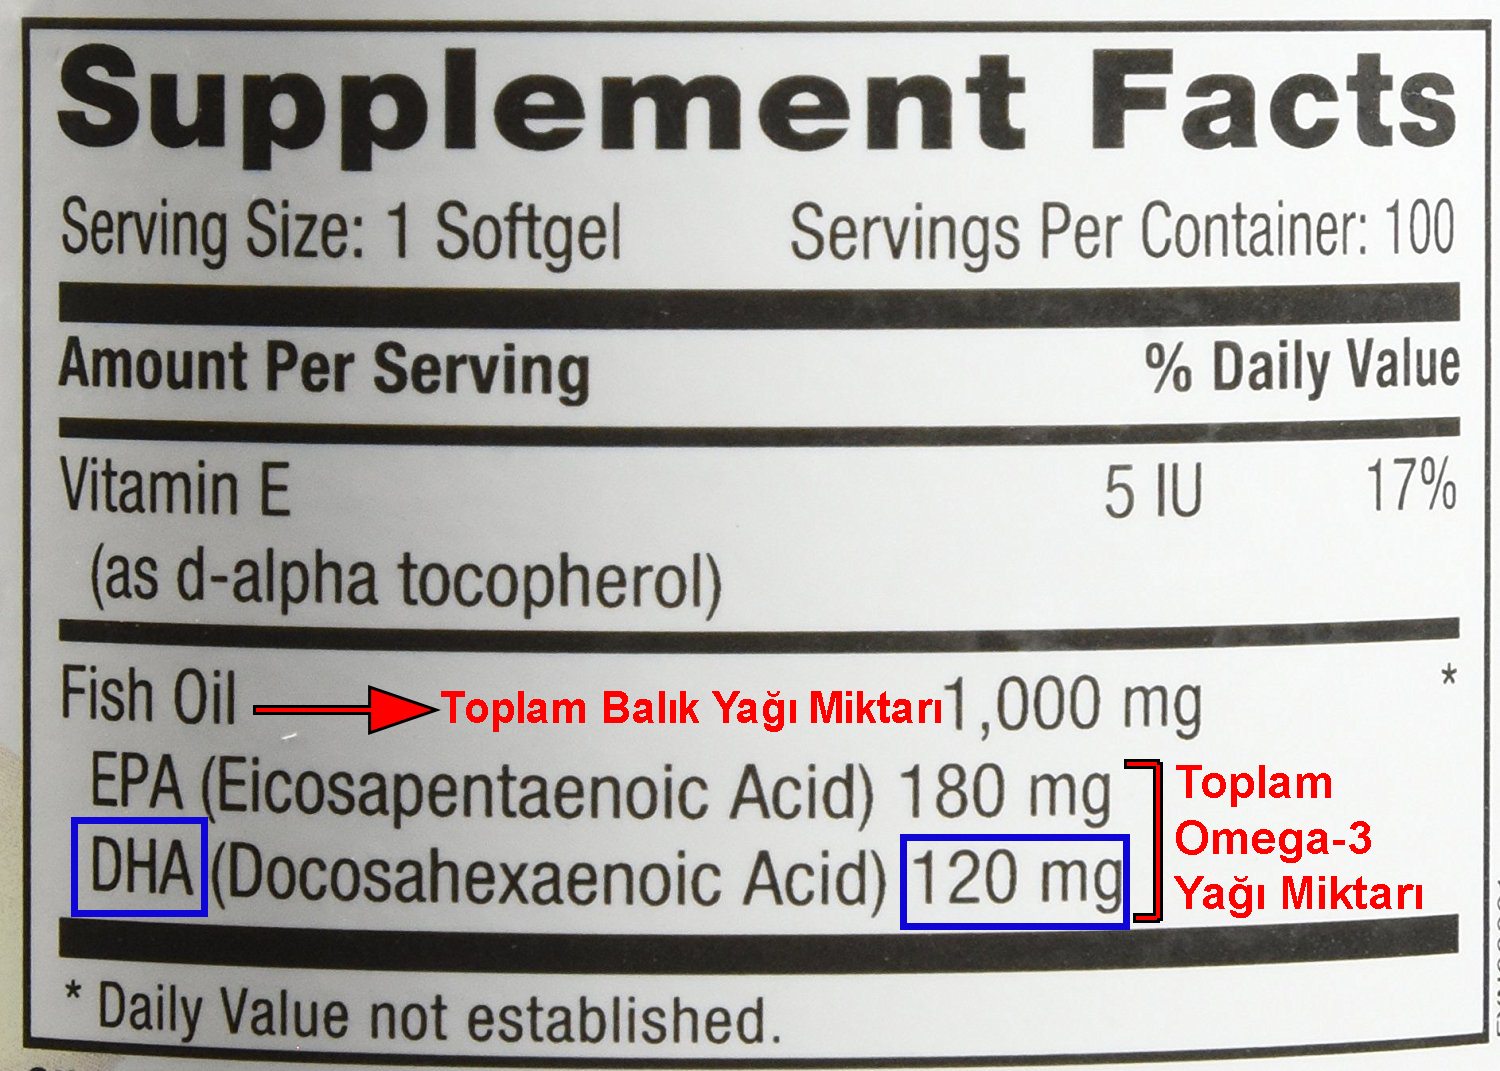 Supplement Facts
Serving Size: 1 Softgel Servings Per Container: 100
Amount Per Serving % Daily Value
Vitamin E 5 IU 17%
(as d-alpha tocopherol)
Fish Oil Toplam Balık Yağı Miktarı 1,000 mg *
EPA (Eicosapentaenoic Acid) 180 mg
DHA (Docosahexaenoic Acid) 120 mg
Toplam
Omega-3
Yağı Miktarı
* Daily Value not established.